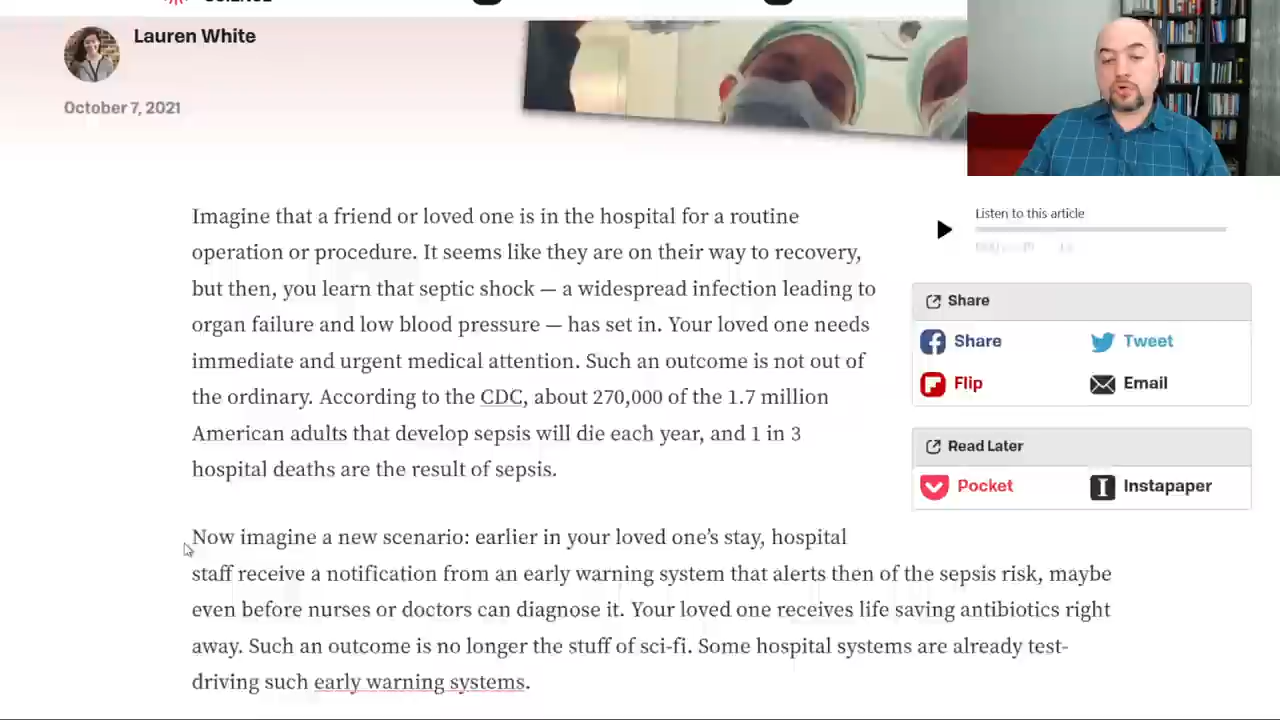 Lauren White
October 7, 2021
Imagine that a friend or loved one is in the hospital for a routine
operation or procedure. It seems like they are on their way to recovery,
but then, you learn that septic shock — a widespread infection leading to
organ failure and low blood pressure — has set in. Your loved one needs
immediate and urgent medical attention. Such an outcome is not out of
the ordinary. According to the CDC, about 270,000 of the 1.7 million
American adults that develop sepsis will die each year, and 1 in 3
hospital deaths are the result of sepsis.
Now imagine a new scenario: earlier in your loved one's stay, hospital
staff receive a notification from an early warning system that alerts then of the sepsis risk, maybe
even before nurses or doctors can diagnose it. Your loved one receives life saving antibiotics right
away. Such an outcome is no longer the stuff of sci-fi. Some hospital systems are already test-
driving such early warning systems.
Listen to this article
Share
Share
Tweet
Flip
Email
Read Later
Pocket
Instapaper